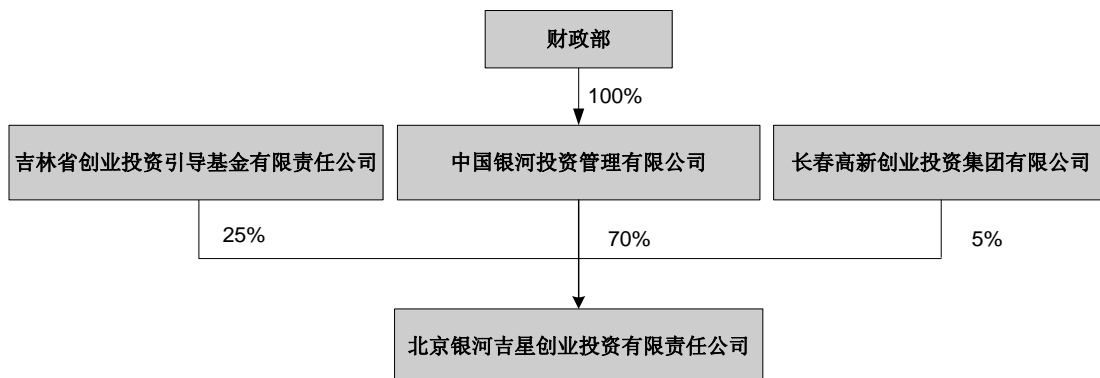 财政部
100%
吉林省创业投资引导基金有限责任公司
中国银河投资管理有限公司
长春高新创业投资集团有限公司
25%
70%
5%
北京银河吉星创业投资有限责任公司